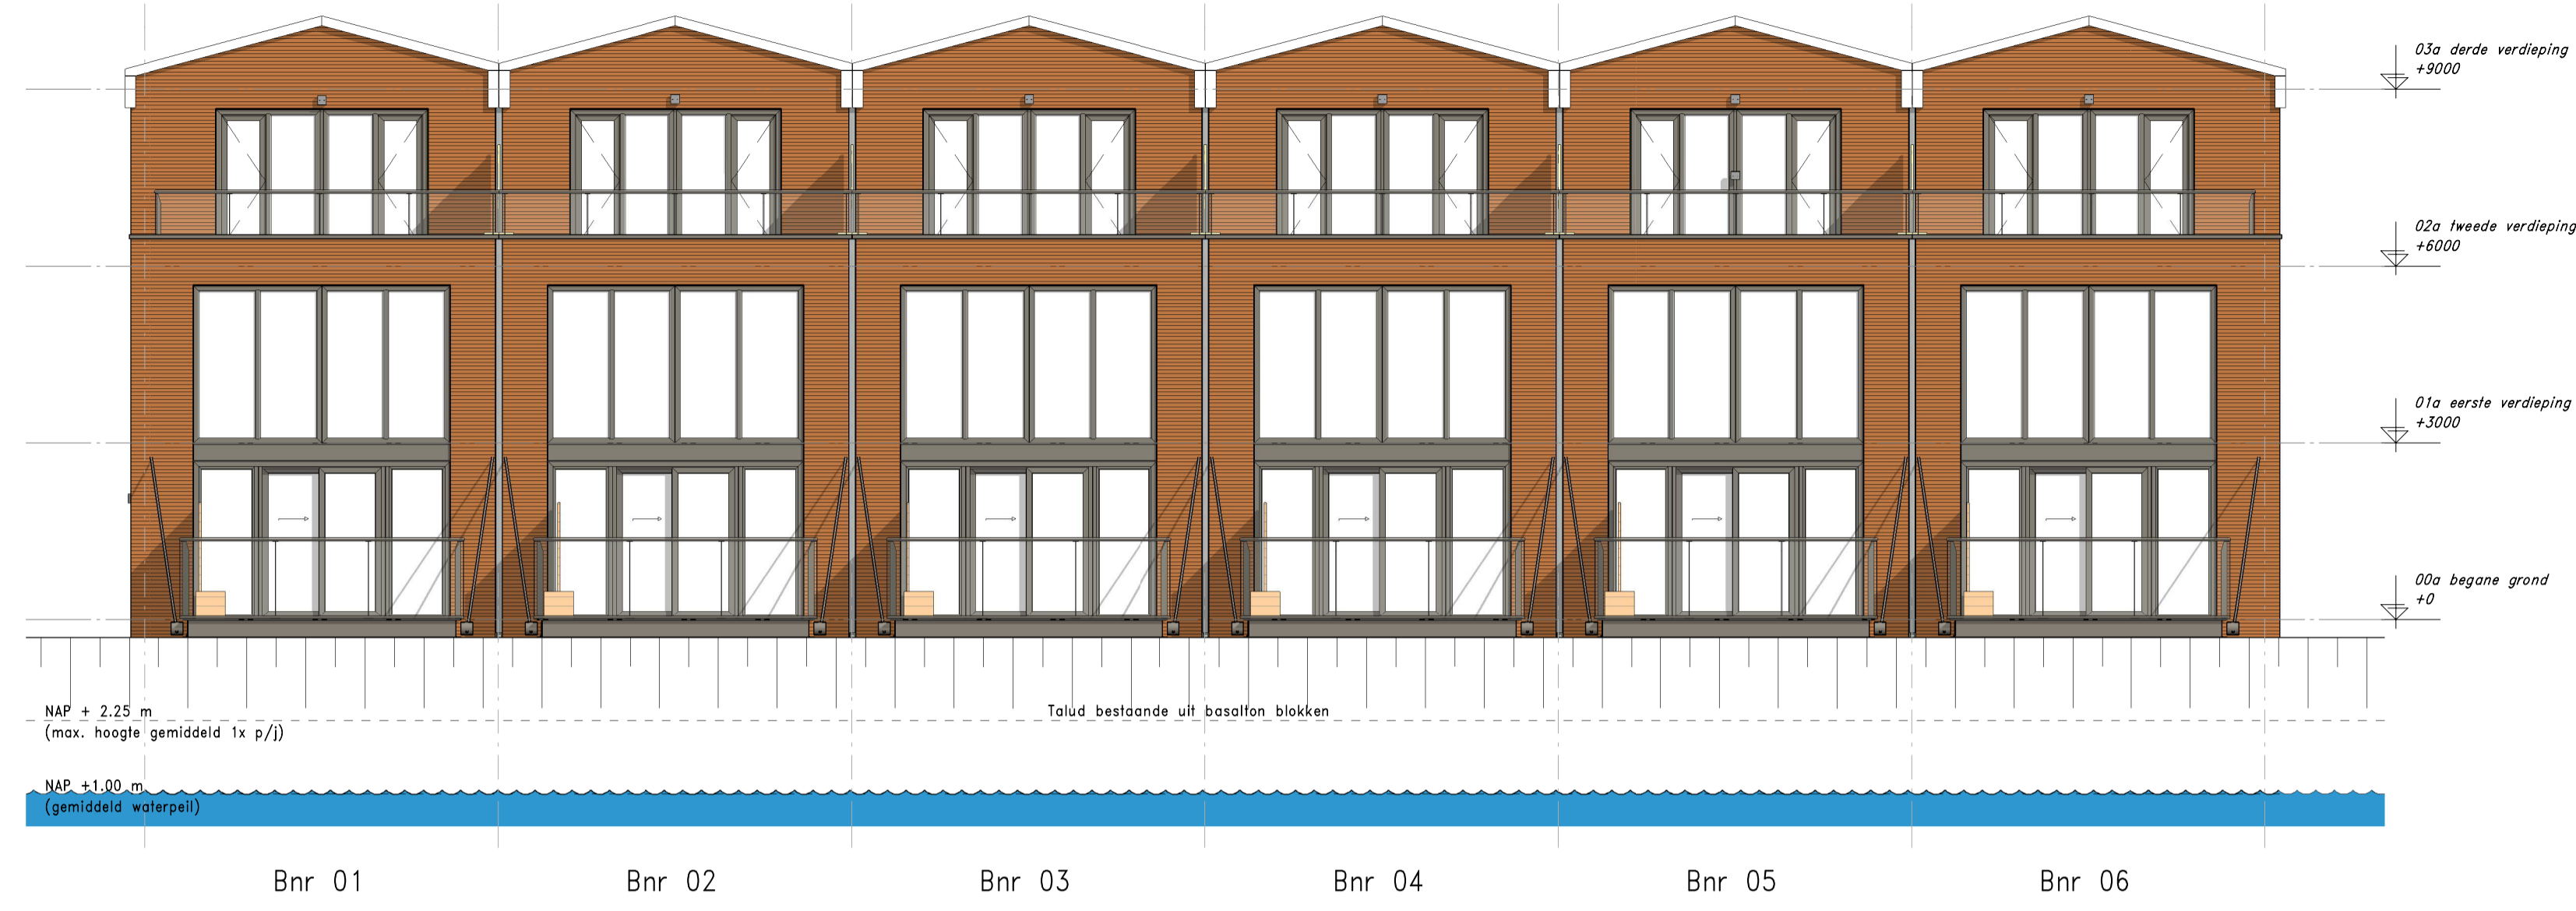 03a derde verdieping
+9000
02a tweede verdieping
+6000
01a eerste verdieping
+3000
00a begane grond
+0
NAP + 2.25 m
(max. hoogte gemiddeld 1x p/j)
Talud bestaande uit basalton blokken
NAP +1.00 m
(gemiddeld waterpeil)
Bnr 01
Bnr 02
Bnr 03
Bnr 04
Bnr 05
Bnr 06